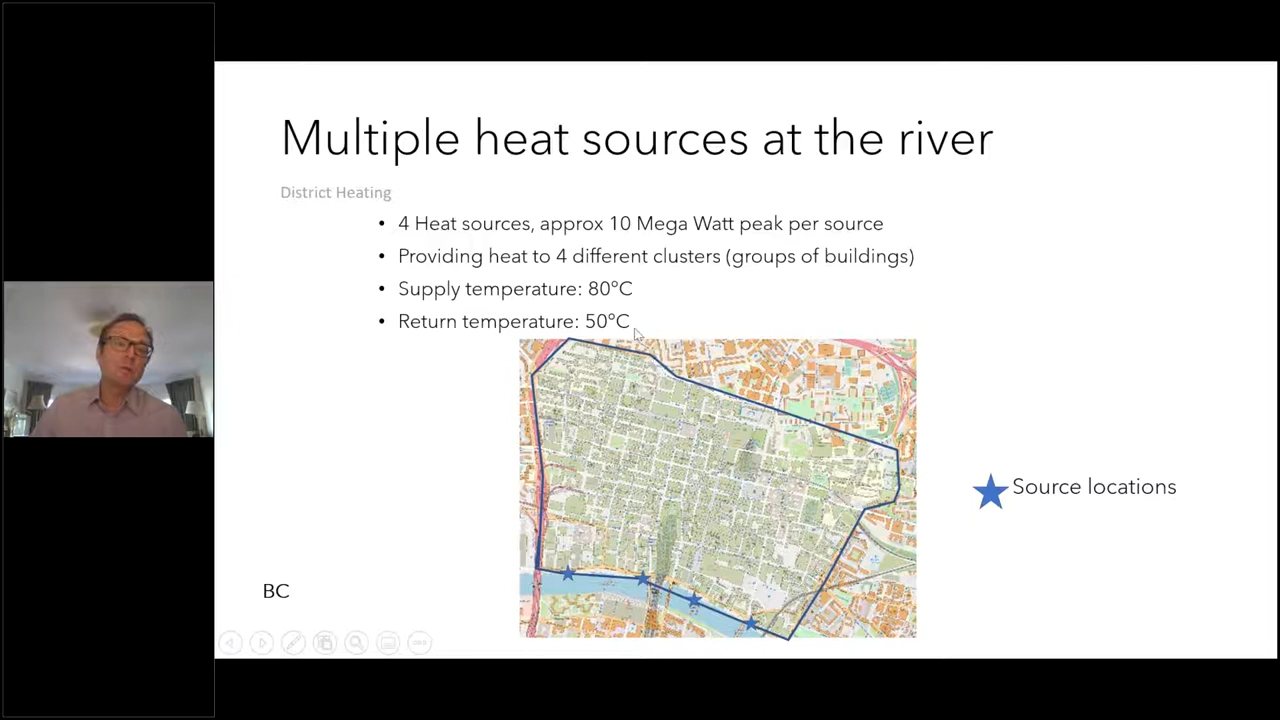 Multiple heat sources at the river
District Heating
• 4 Heat sources, approx 10 Mega Watt peak per source
• Providing heat to 4 different clusters (groups of buildings)
• Supply temperature: 80°C
• Return temperature: 50°C
Source locations
BC